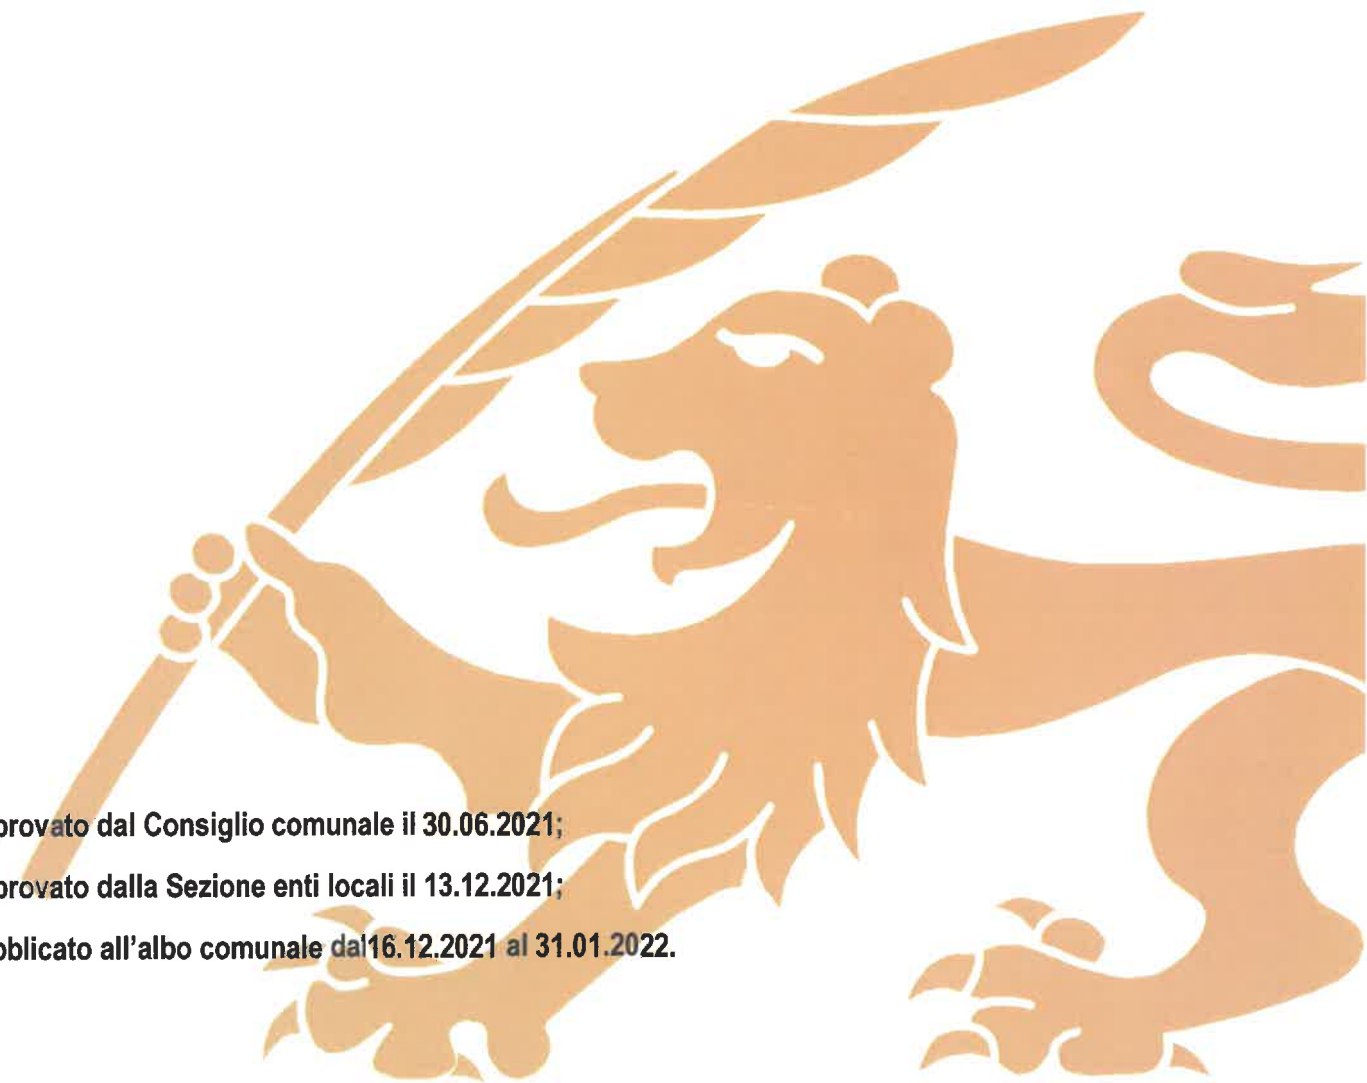 provato dal Consiglio comunale il 30.06.2021;
provato dalla Sezione enti locali il 13.12.2021;
bblicato all'albo comunale dal16.12.2021 al 31.01.2022.